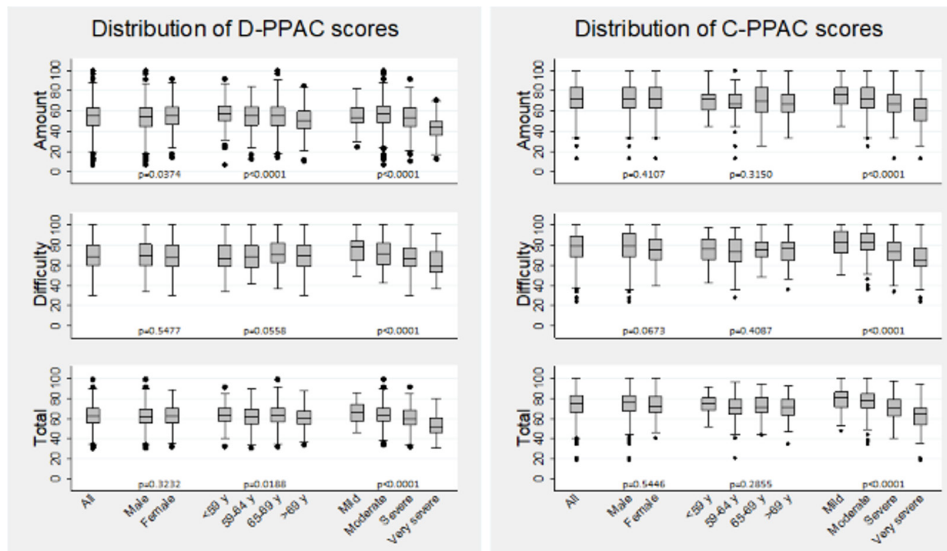 Distribution of D-PPAC scores
Amount
0 20 40 60 80 100
p=0.0374 p<0.0001 p<0.0001
Difficulty
0 20 40 60 80 100
p=0.5477 p=0.0558 p<0.0001
Total
0 20 40 60 80 100
p=0.3232 p=0.0188 p<0.0001
All Male Female <59 y 59-64 y 65-69 y >69 y Mild Moderate Severe Very severe
Distribution of C-PPAC scores
Amount
0 20 40 60 80 100
p=0.4107 p=0.3150 p<0.0001
Difficulty
0 20 40 60 80 100
p=0.0673 p=0.4087 p<0.0001
Total
0 20 40 60 80 100
p=0.5446 p=0.2855 p<0.0001
All Male Female <59 y 59-64 y 65-69 y >69 y Mild Moderate Severe Very severe